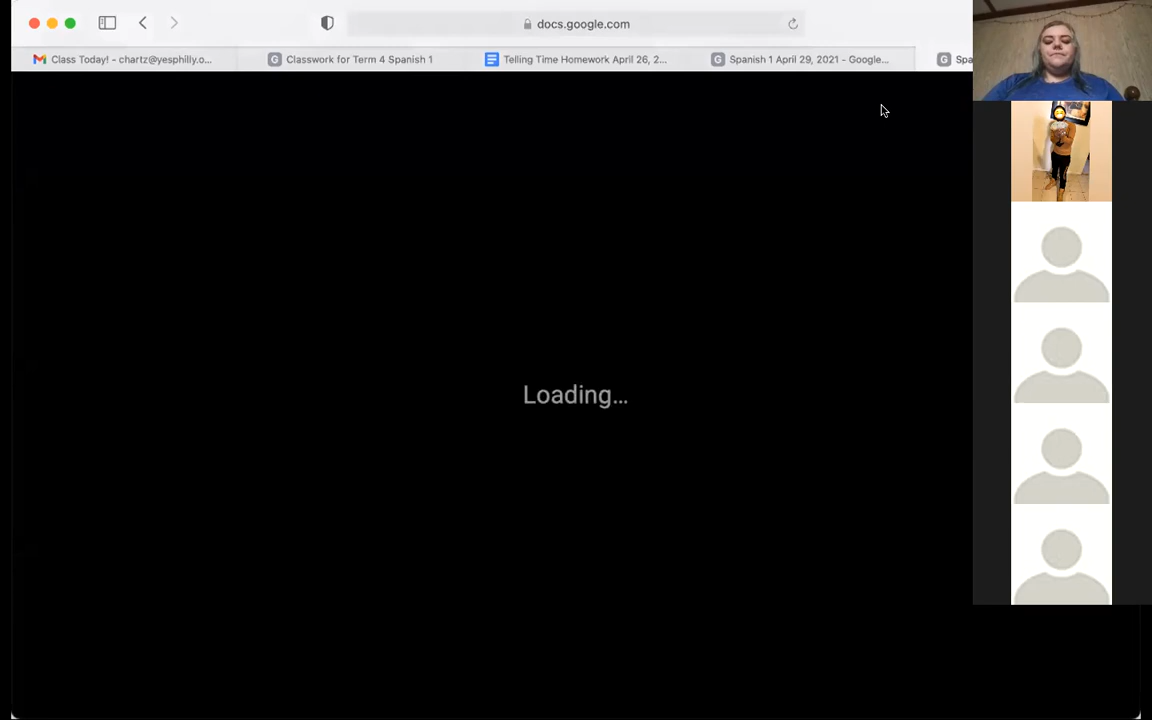 docs.google.com
Class Today! - chartz@yesphilly.o...
Classwork for Term 4 Spanish 1
Telling Time Homework April 26, 2...
Spanish 1 April 29, 2021 - Google...
Spa
Loading...